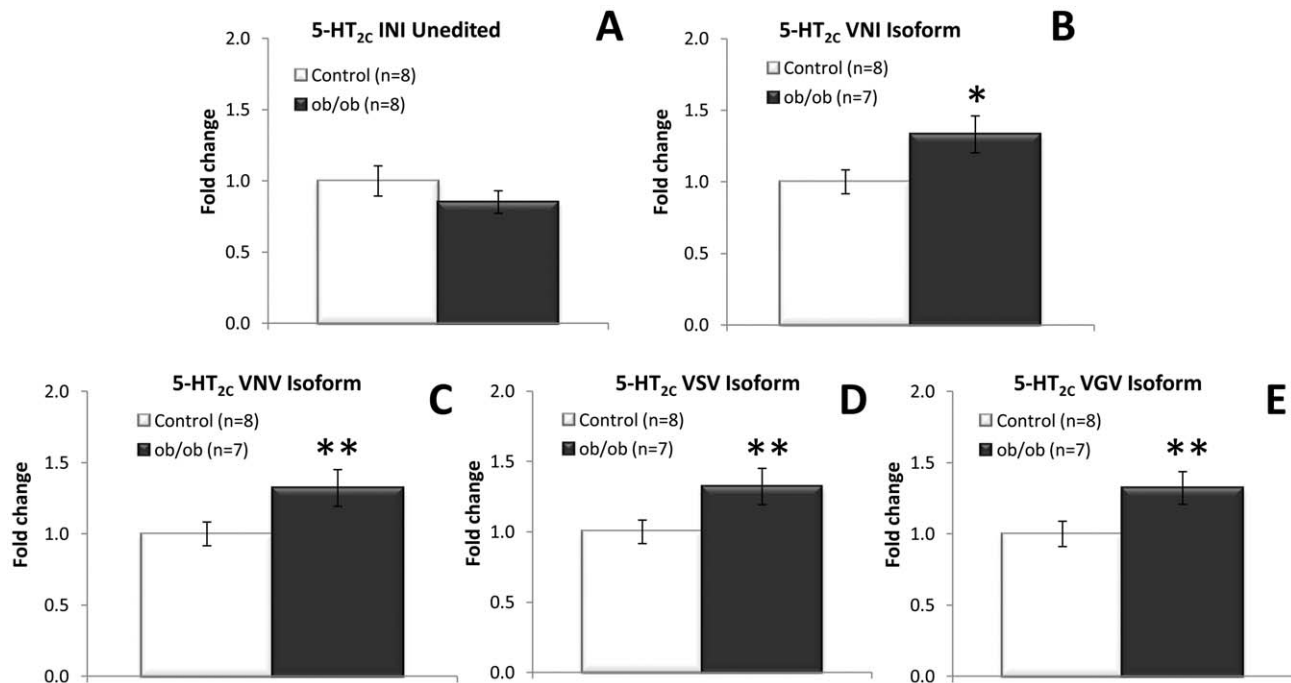 5-HT2C INI Unedited
A
Control (n=8)
ob/ob (n=8)
Fold change
2.0
1.5
1.0
0.5
0.0
5-HT2C VNI Isoform
B
Control (n=8)
ob/ob (n=7)
*
Fold change
2.0
1.5
1.0
0.5
0.0
5-HT2C VNV Isoform
C
Control (n=8)
ob/ob (n=7)
**
Fold change
2.0
1.5
1.0
0.5
0.0
5-HT2C VSV Isoform
D
Control (n=8)
ob/ob (n=7)
**
Fold change
2.0
1.5
1.0
0.5
0.0
5-HT2C VGV Isoform
E
Control (n=8)
ob/ob (n=7)
**
Fold change
2.0
1.5
1.0
0.5
0.0